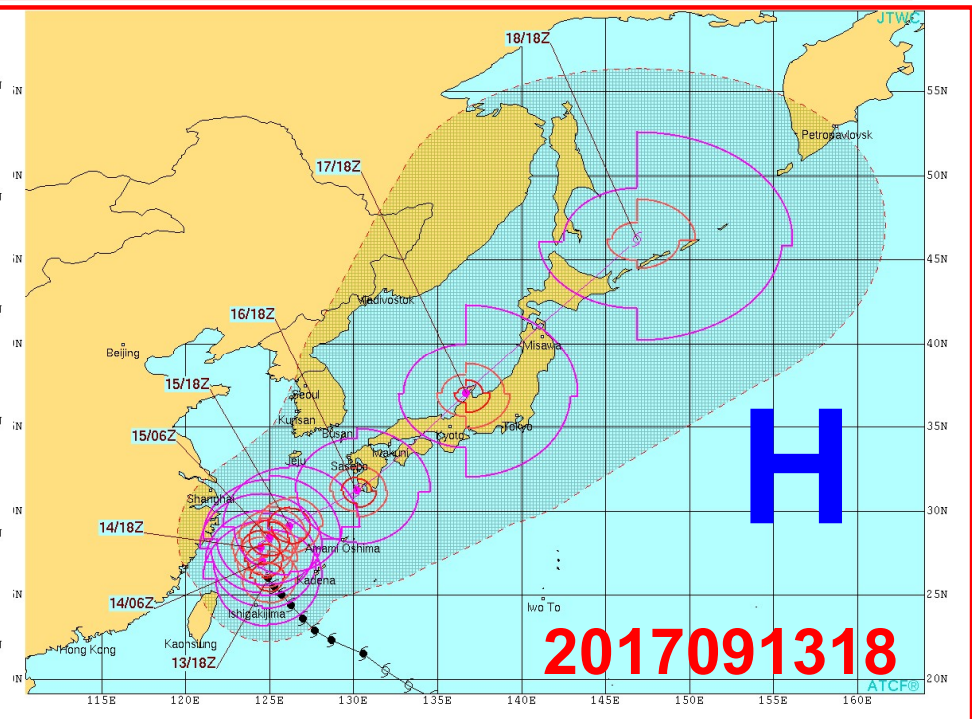 JTWC
18/18Z
55N
Petropavlovsk
17/18Z
50N
45N
Vladivostok
16/18Z
Misawa
40N
Beijing
15/18Z
Seoul
Kunsan
Busan
Kyoto
Tokyo
35N
15/06Z
Iwakuni
Jeju
Sasebo
H
Shanghai
30N
14/18Z
Amami Oshima
Kadena
14/06Z
25N
Ishigakijima
Iwo To
Kaohsiung
Hong Kong
13/18Z
2017091318
20N
ATCF®
115E 120E 125E 130E 135E 140E 145E 150E 155E 160E